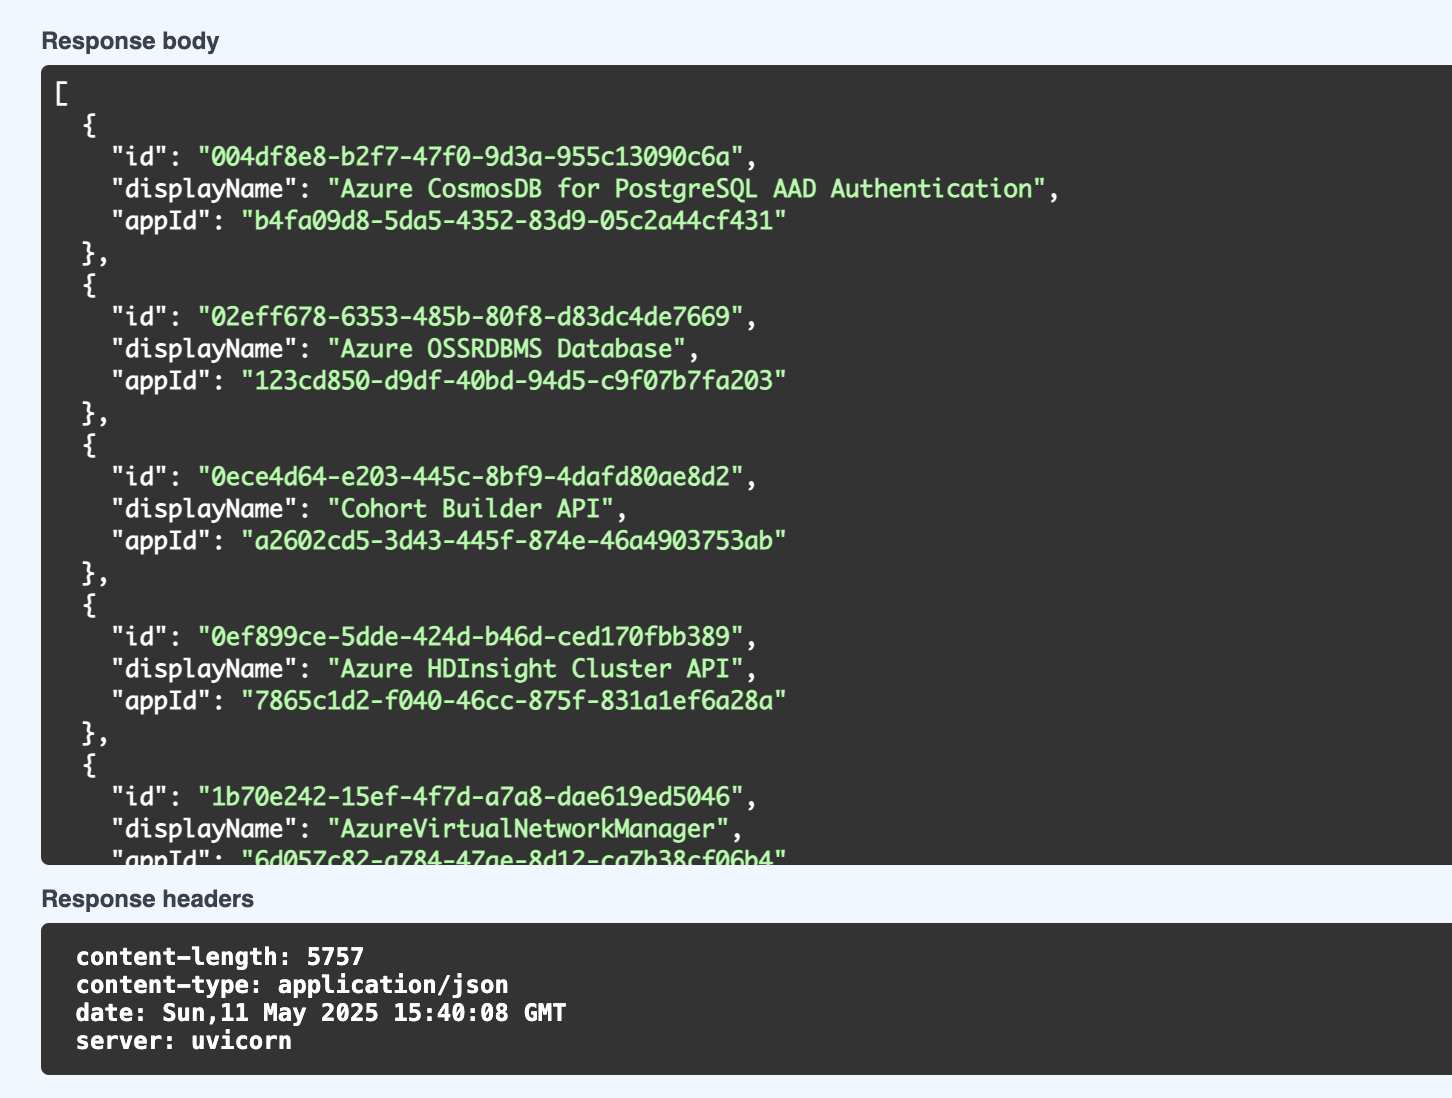 Response body
[
  {
    "id": "004df8e8-b2f7-47f0-9d3a-955c13090c6a",
    "displayName": "Azure CosmosDB for PostgreSQL AAD Authentication",
    "appId": "b4fa09d8-5da5-4352-83d9-05c2a44cf431"
  },
  {
    "id": "02eff678-6353-485b-80f8-d83dc4de7669",
    "displayName": "Azure OSSRDBMS Database",
    "appId": "123cd850-d9df-40bd-94d5-c9f07b7fa203"
  },
  {
    "id": "0ece4d64-e203-445c-8bf9-4dafd80ae8d2",
    "displayName": "Cohort Builder API",
    "appId": "a2602cd5-3d43-445f-874e-46a4903753ab"
  },
  {
    "id": "0ef899ce-5dde-424d-b46d-ced170fbb389",
    "displayName": "Azure HDInsight Cluster API",
    "appId": "7865c1d2-f040-46cc-875f-831a1ef6a28a"
  },
  {
    "id": "1b70e242-15ef-4f7d-a7a8-dae619ed5046",
    "displayName": "AzureVirtualNetworkManager",
    "appId": "6d057c82-a784-47ae-8d12-ca7b38cf06b4"
Response headers
content-length: 5757
content-type: application/json
date: Sun,11 May 2025 15:40:08 GMT
server: uvicorn